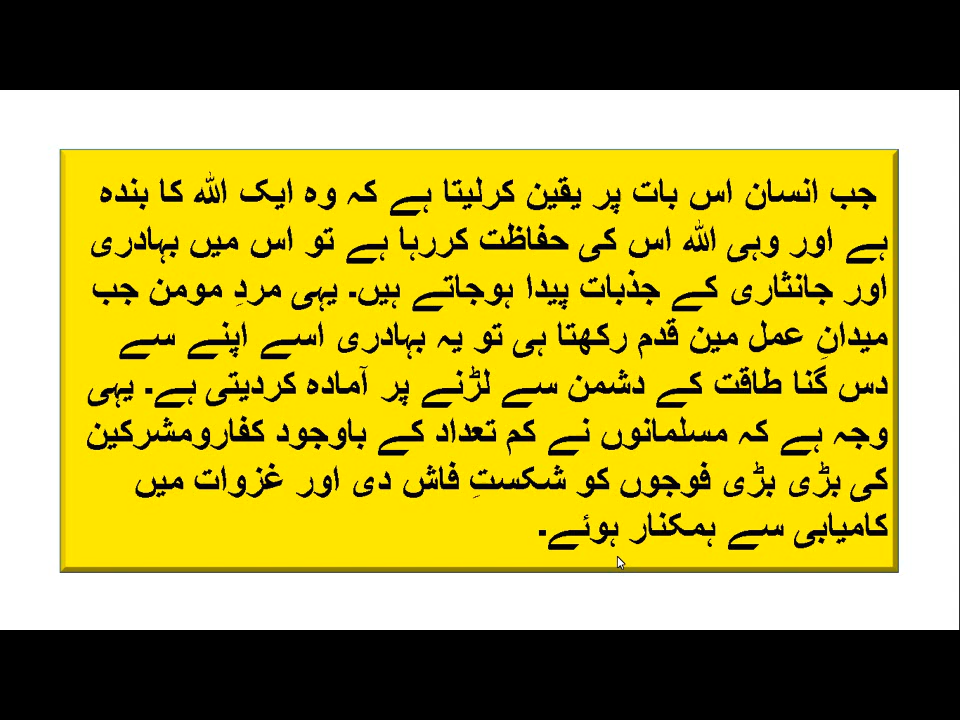 جب انسان اس بات پر یقین کرلیتا ہے کہ وہ ایک اللہ کا بندہ
ہے اور وہی اللہ اس کی حفاظت کررہا ہے تو اس میں بہادری
اور جانثاری کے جذبات پیدا ہوجاتے ہیں۔ یہی مردِ مومن جب
میدانِ عمل مین قدم رکھتا ہی تو یہ بہادری اسے اپنے سے
دس گنا طاقت کے دشمن سے لڑنے پر آمادہ کردیتی ہے۔ یہی
وجہ ہے کہ مسلمانوں نے کم تعداد کے باوجود کفارومشرکین
کی بڑی بڑی فوجوں کو شکستِ فاش دی اور غزوات میں
کامیابی سے ہمکنار ہوئے۔